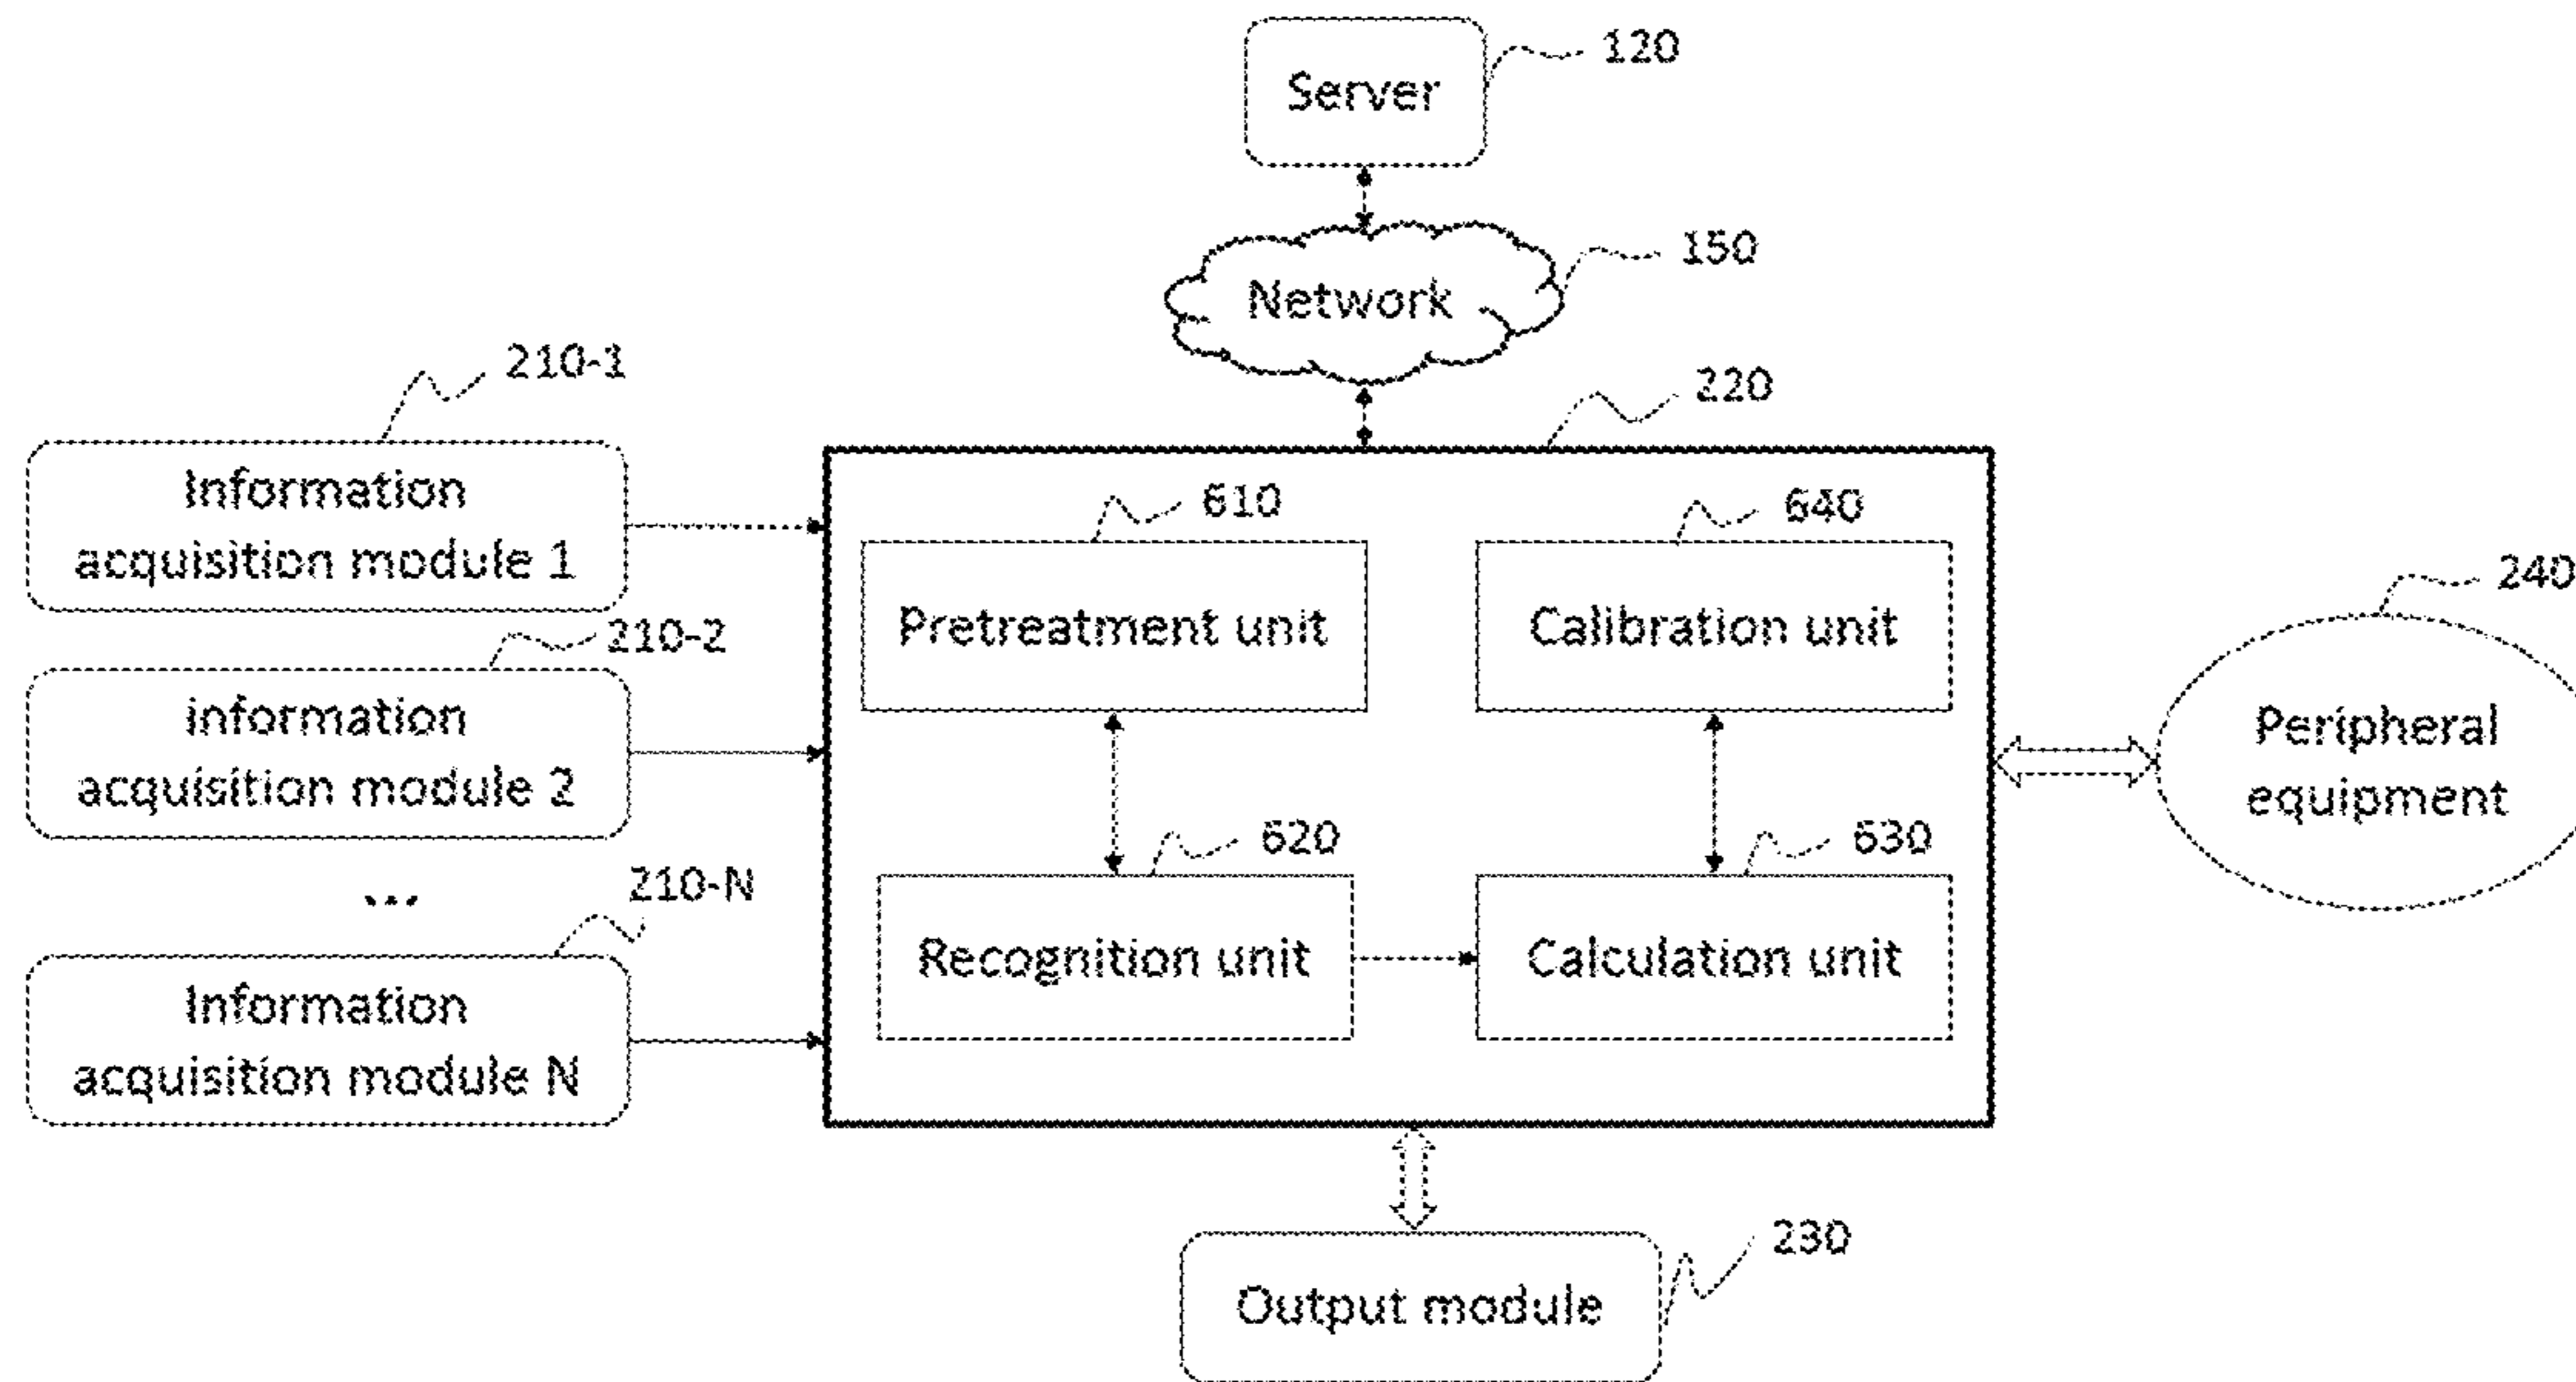 Server
120
Network
150
210-1
220
Information
acquisition module 1
610
640
Pretreatment unit
Calibration unit
240
210-2
information
acquisition module 2
Peripheral
equipment
620
630
...
210-N
Recognition unit
Calculation unit
Information
acquisition module N
230
Output module